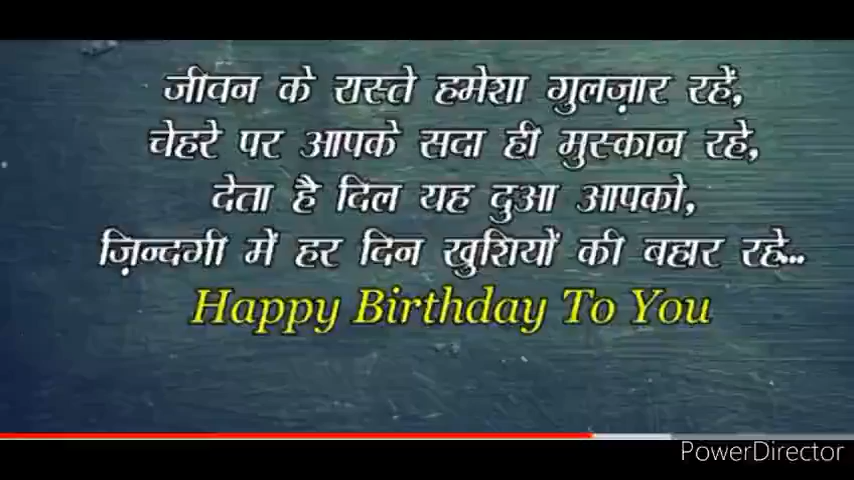 जीवन के रास्ते हमेशा गुलज़ार रहें,
चेहरे पर आपके सदा ही मुस्कान रहे,
देता है दिल यह दुआ आपको,
ज़िन्दगी में हर दिन खुशियों की बहार रहे...
Happy Birthday To You
PowerDirector